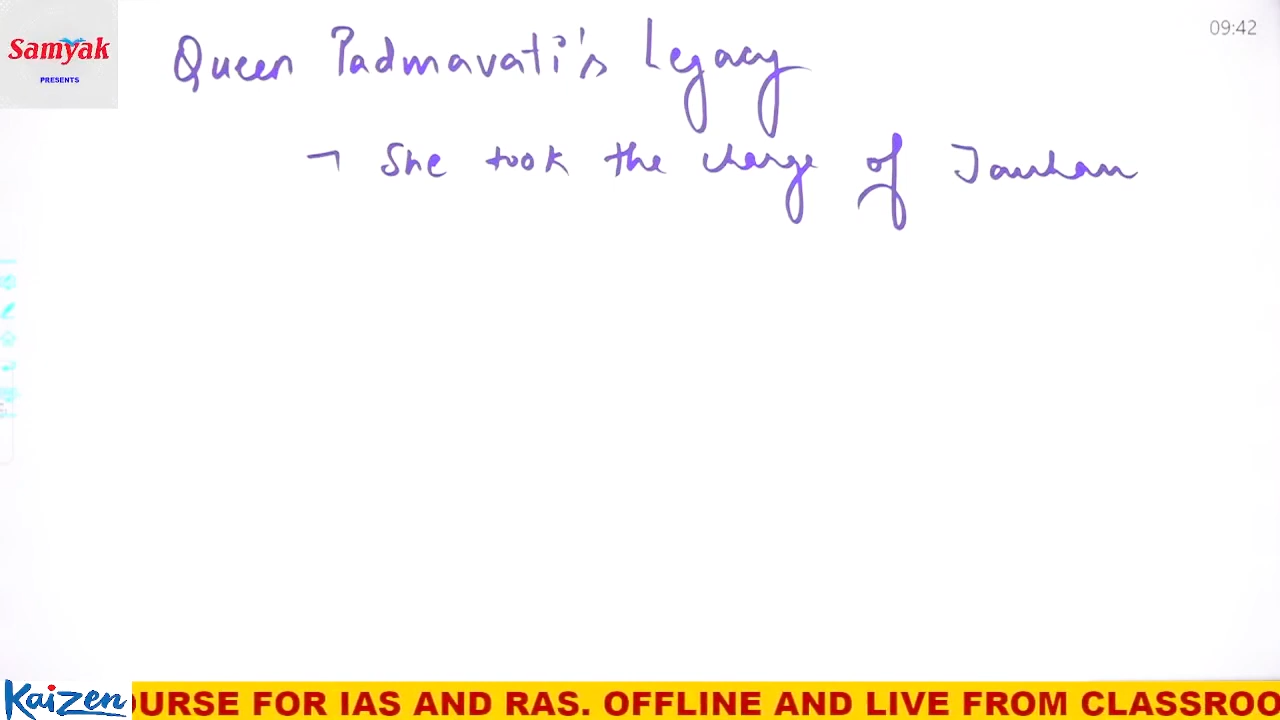 Samyak
PRESENTS
09:42
Queen Padmavati's Legacy
→ She took the charge of Jauhar
Kaizen
OURSE FOR IAS AND RAS. OFFLINE AND LIVE FROM CLASSROO